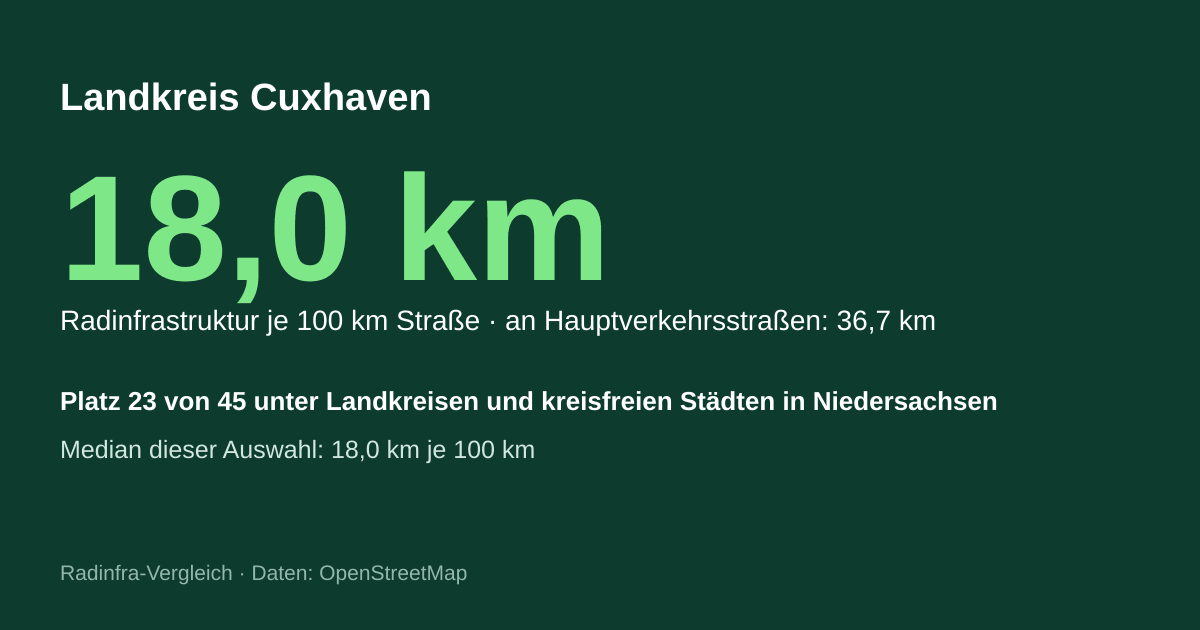 Landkreis Cuxhaven
18,0 km
Radinfrastruktur je 100 km Straße · an Hauptverkehrsstraßen: 36,7 km
Platz 23 von 45 unter Landkreisen und kreisfreien Städten in Niedersachsen
Median dieser Auswahl: 18,0 km je 100 km
Radinfra-Vergleich · Daten: OpenStreetMap